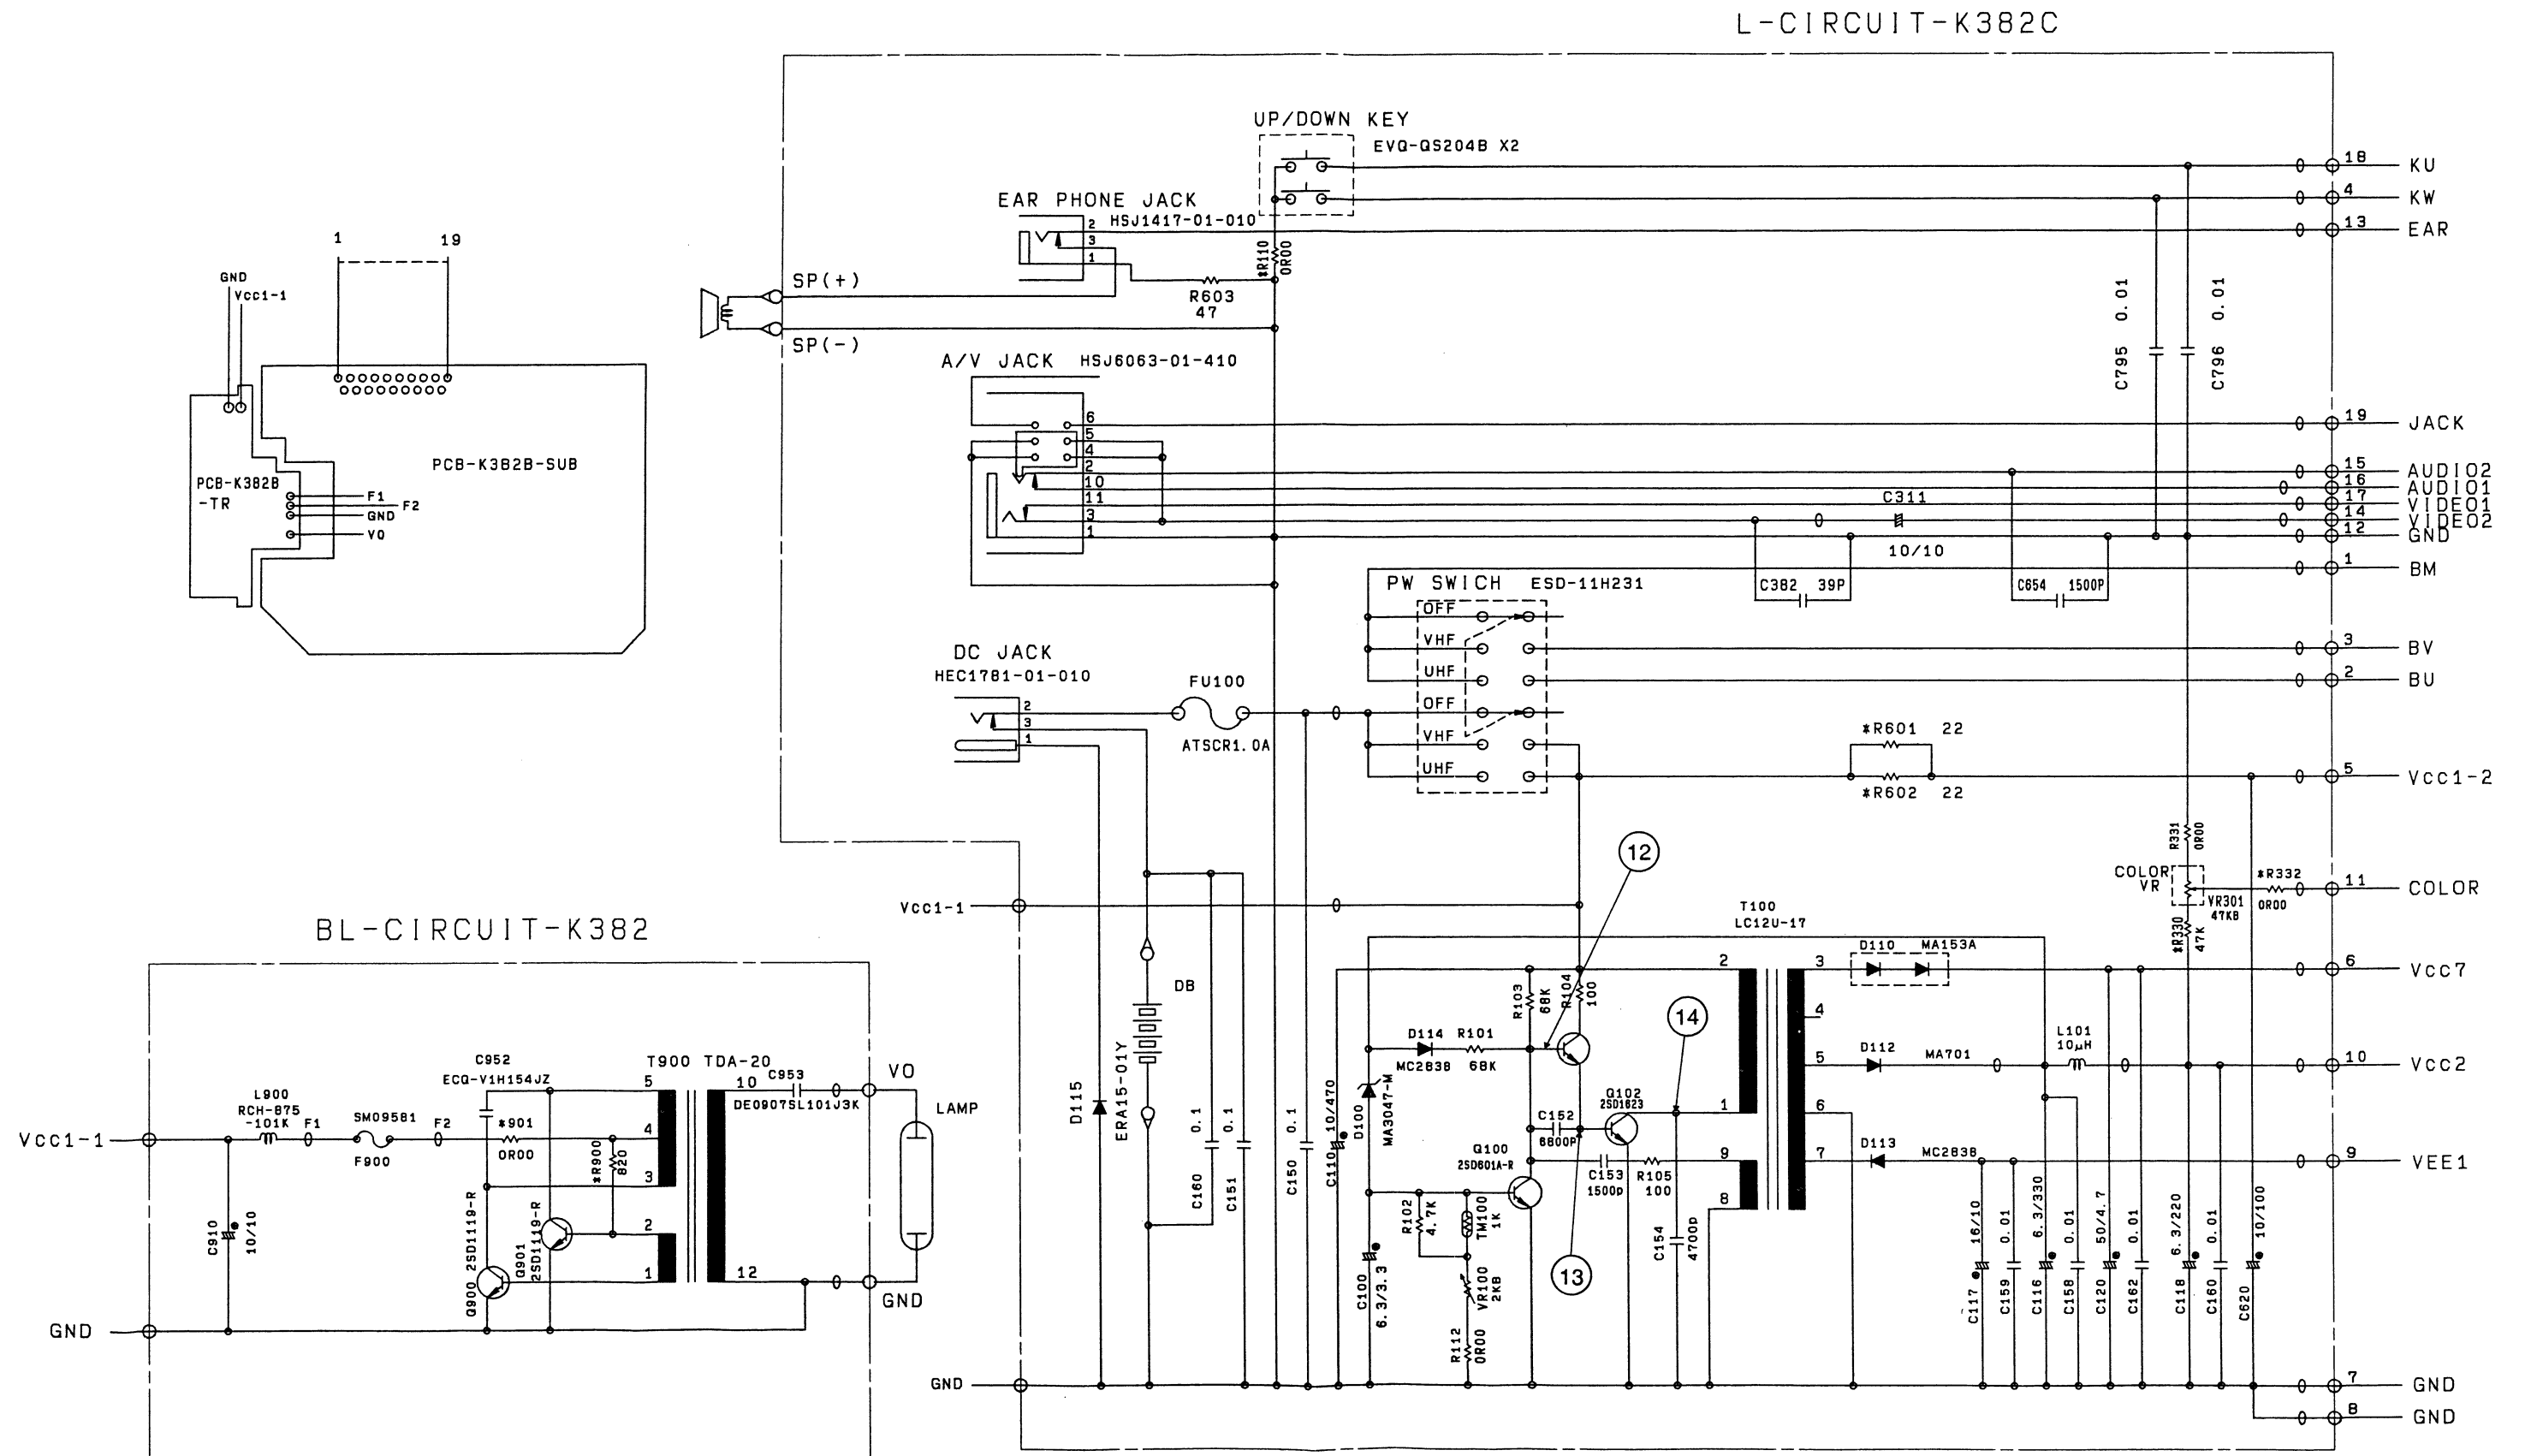 L-CIRCUIT-K382C
UP/DOWN KEY
EVQ-QS204B X2
18 KU
4 KW
13 EAR
EAR PHONE JACK
HSJ1417-01-010
2
3
1
*R110
0R00
R603
47
SP(+)
SP(-)
1
19
GND
Vcc1-1
PCB-K382B
-TR
PCB-K3B2B-SUB
F1
F2
GND
VO
C795 0.01
C796 0.01
A/V JACK HSJ6063-01-410
6
5
4
2
10
11
3
1
19 JACK
15 AUDIO2
16 AUDIO1
17 VIDEO1
14 VIDEO2
12 GND
1 BM
C311
10/10
C382 39P
C654 1500P
PW SWICH ESD-11H231
OFF
VHF
UHF
OFF
VHF
UHF
3 BV
2 BU
DC JACK
HEC1781-01-010
2
3
1
FU100
ATSCR1.0A
*R601 22
*R602 22
5 Vcc1-2
R331
0R00
COLOR
VR
*R332
0R00
VR301
47KB
11 COLOR
*R330
47K
12
Vcc1-1
T100
LC12U-17
D110 MA153A
2
3
6 Vcc7
R103
68K
R104
100
14
4
DB
D114 R101
MC2838 68K
D112 MA701
5
L101
10μH
10 Vcc2
D115
ERA15-01Y
C160 0.1
C151 0.1
C150 0.1
C110 10/470
D100
MA3047-M
C152
6800P
Q102
2SD1623
1
6
Q100
2SD601A-R
C153
1500p
R105
100
9
7
D113
MC2838
9 VEE1
8
R102
4.7K
TM100
1K
C154
4700p
13
C100
6.3/3.3
VR100
2KB
R112
0R00
C117 16/10
C159 0.01
C116 6.3/330
C158 0.01
C120 50/4.7
C162 0.01
C118 6.3/220
C160 0.01
C620 10/100
GND
7 GND
8 GND
BL-CIRCUIT-K382
C952
ECQ-V1H154JZ
T900 TDA-20
L900
RCH-875
-101K
F1
SM09581
F900
F2
*901
0R00
*R900
820
5
4
3
2
1
10
12
C953
DE0907SL101J3K
VO
LAMP
Vcc1-1
C910
10/10
Q900 2SD1119-R
Q901
2SD1119-R
GND
GND